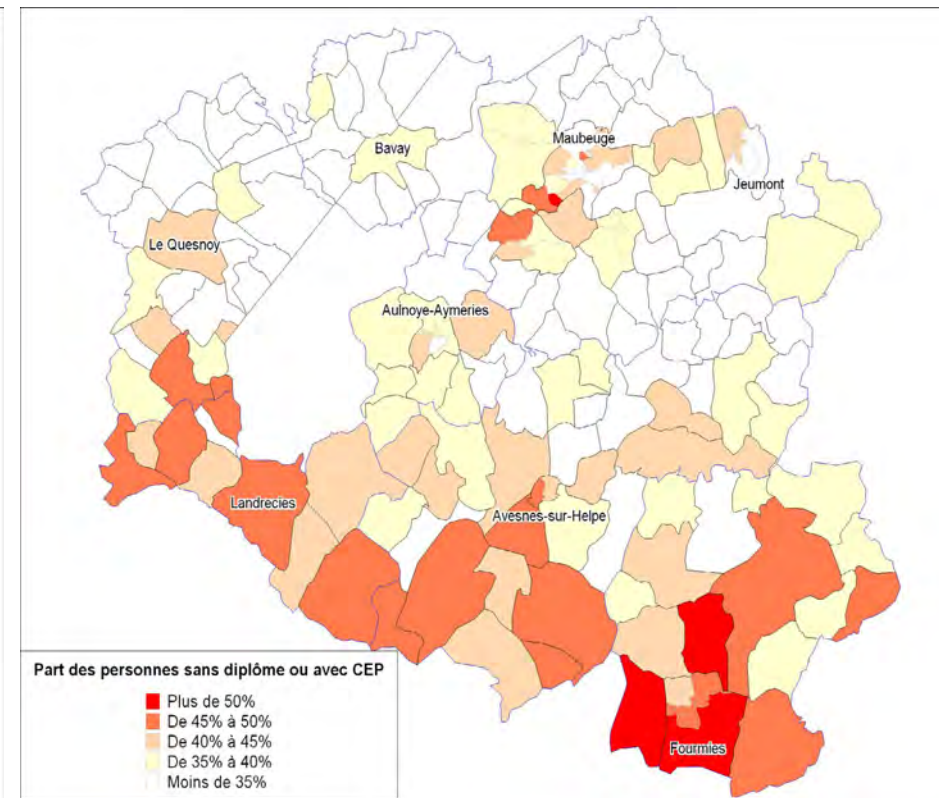 Maubeuge
Bavay
Jeumont
Le Quesnoy
Aulnoye-Aymeries
Landrecies
Avesnes-sur-Helpe
Fourmies
Part des personnes sans diplôme ou avec CEP
Plus de 50%
De 45% à 50%
De 40% à 45%
De 35% à 40%
Moins de 35%